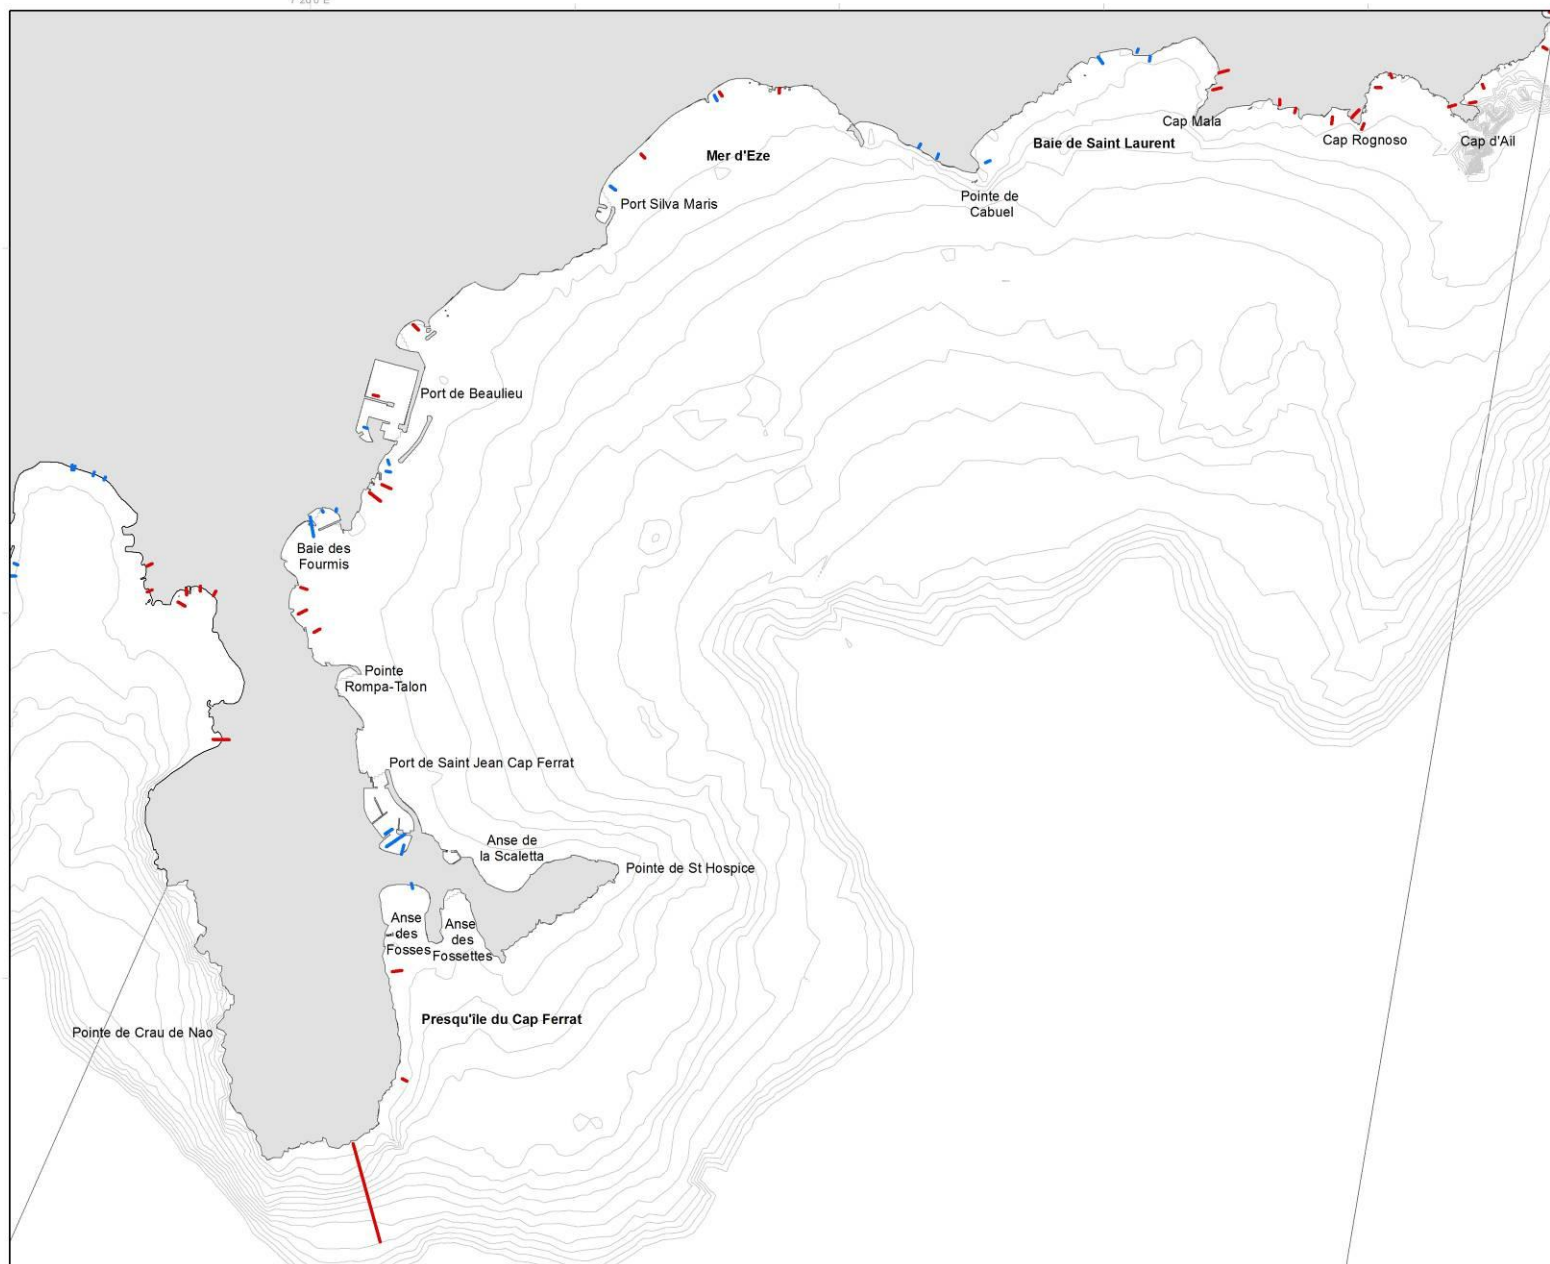 7°20'0"E
Mer d'Eze
Port Silva Maris
Baie de Saint Laurent
Cap Mala
Cap Rognoso
Cap d'Ail
Pointe de
Cabuel
Port de Beaulieu
Baie des
Fourmis
Pointe
Rompa-Talon
Port de Saint Jean Cap Ferrat
Anse de
la Scaletta
Pointe de St Hospice
Anse
des
Fosses
Anse
des
Fossettes
Presqu'île du Cap Ferrat
Pointe de Crau de Nao